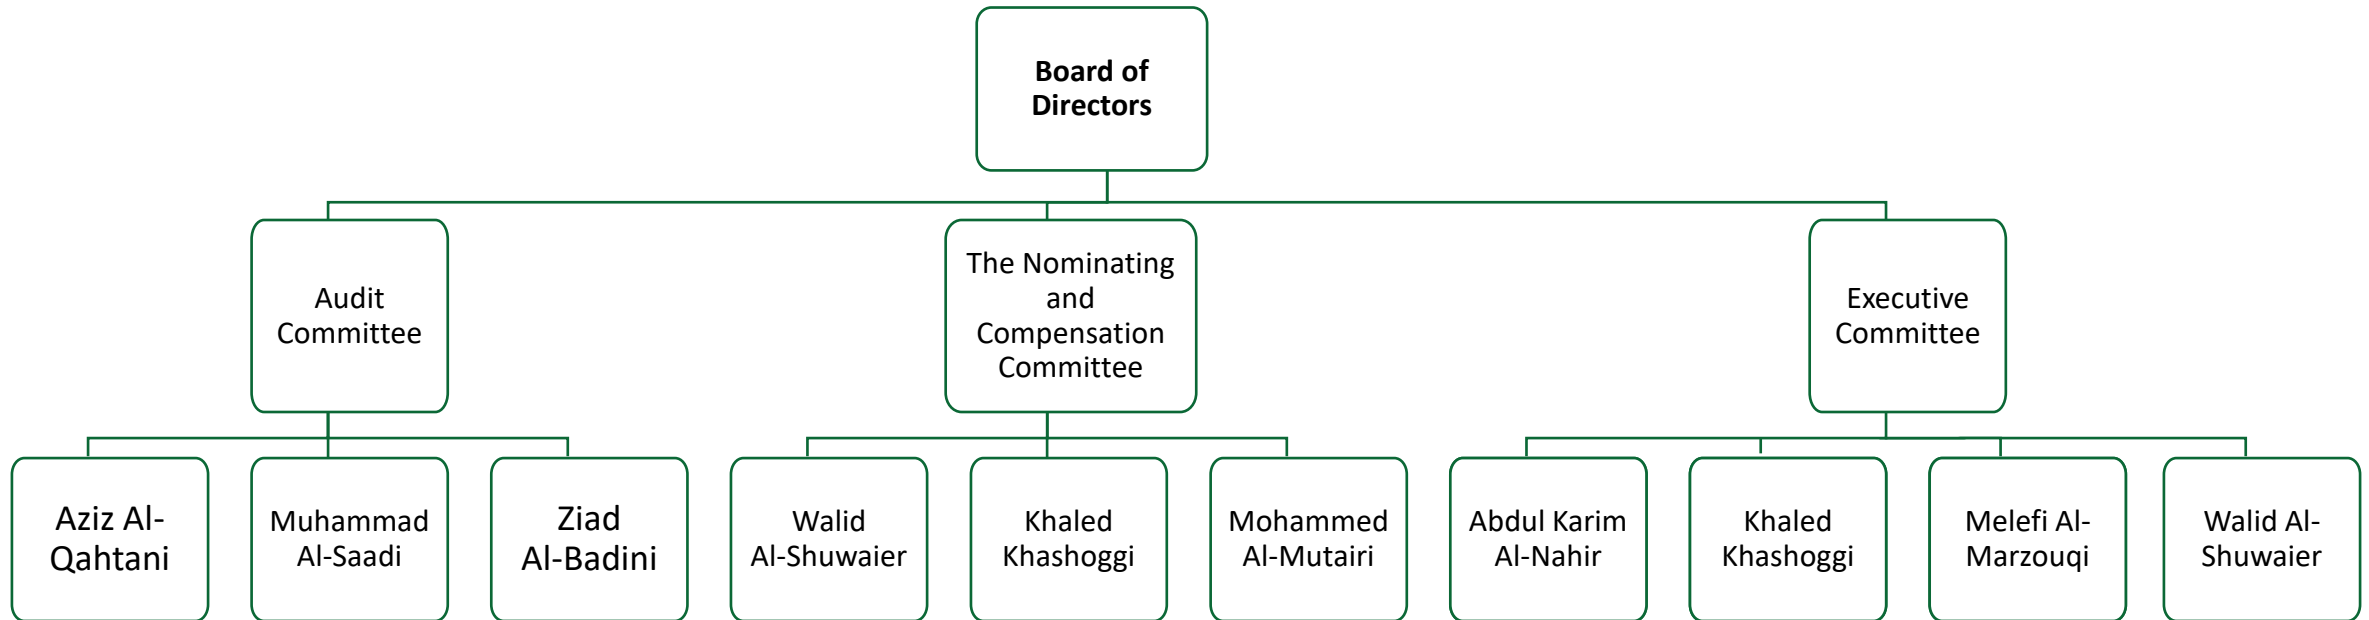 Board of
Directors
Audit
Committee
The Nominating
and
Compensation
Committee
Executive
Committee
Aziz Al-
Qahtani
Muhammad
Al-Saadi
Ziad
Al-Badini
Walid
Al-Shuwaier
Khaled
Khashoggi
Mohammed
Al-Mutairi
Abdul Karim
Al-Nahir
Khaled
Khashoggi
Melefi Al-
Marzouqi
Walid Al-
Shuwaier